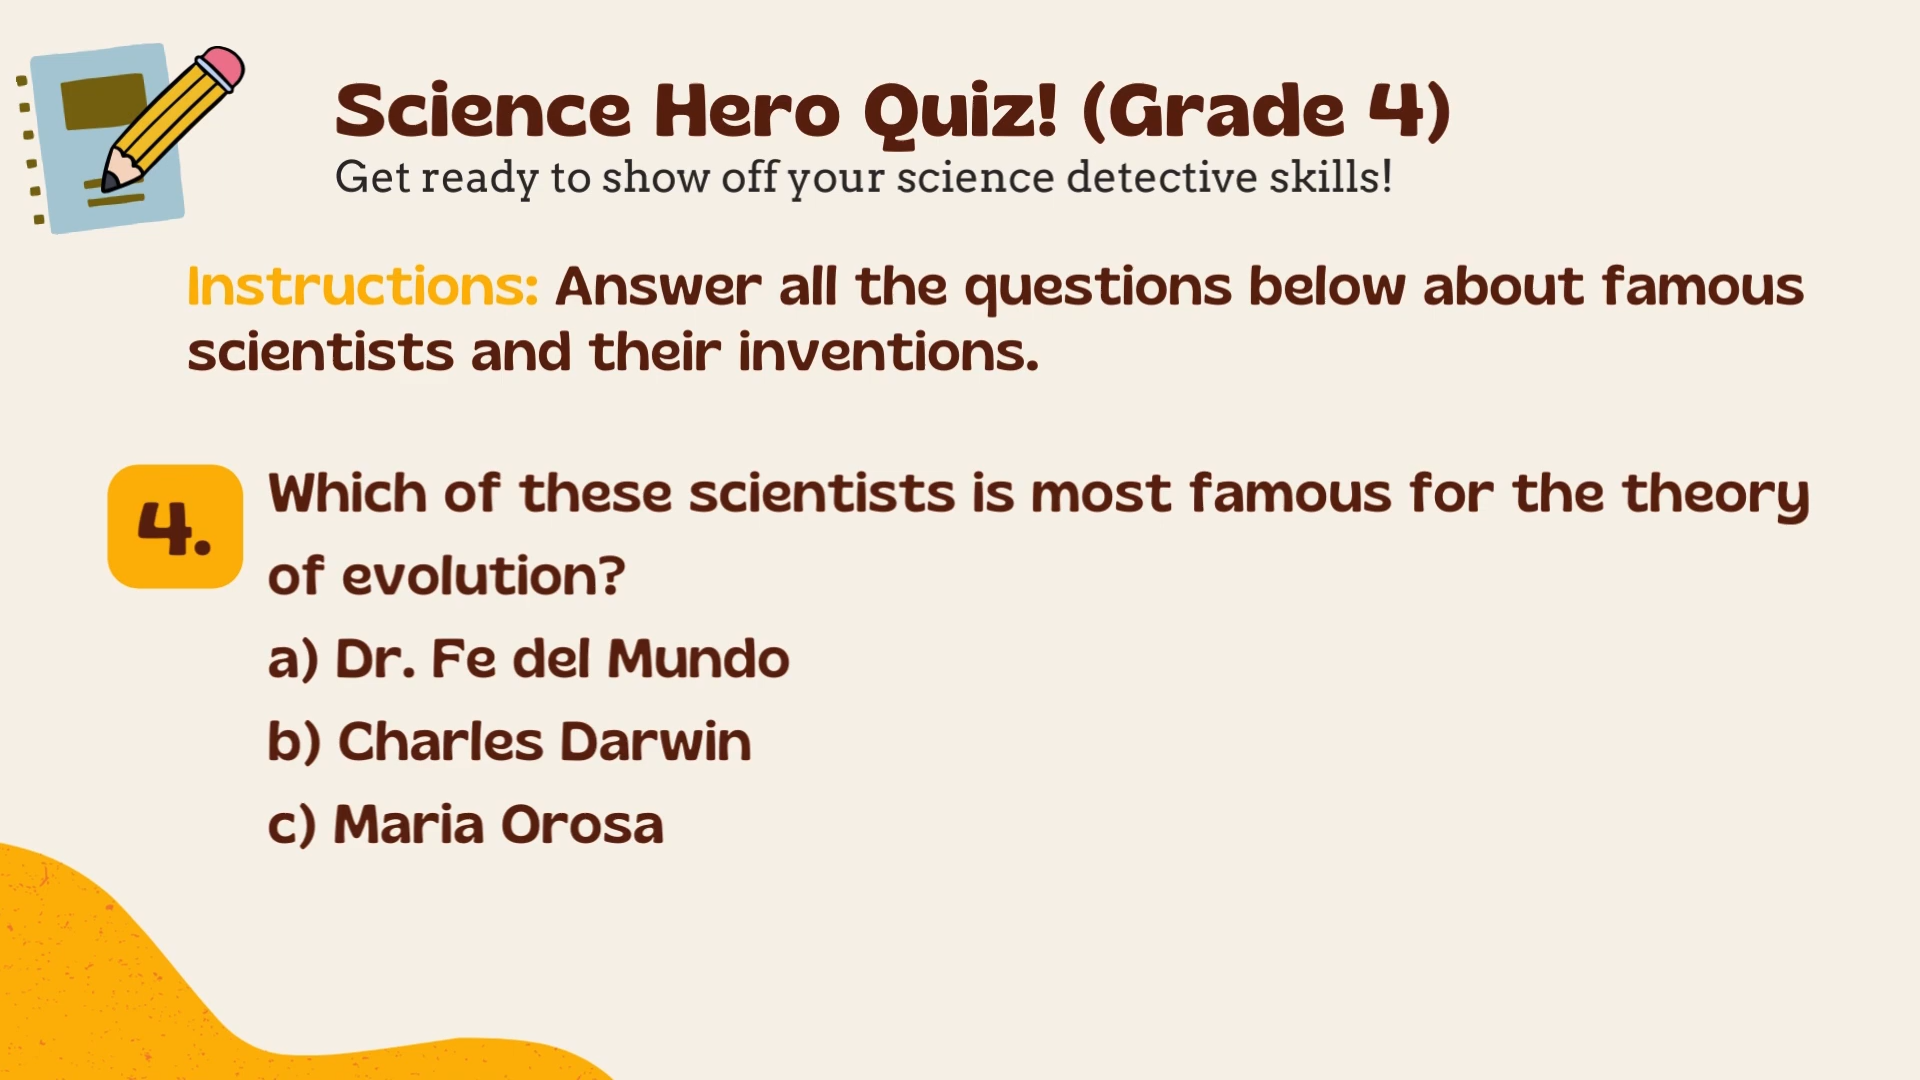 Science Hero Quiz! (Grade 4)
Get ready to show off your science detective skills!
Instructions: Answer all the questions below about famous
scientists and their inventions.
4. Which of these scientists is most famous for the theory
of evolution?
a) Dr. Fe del Mundo
b) Charles Darwin
c) Maria Orosa